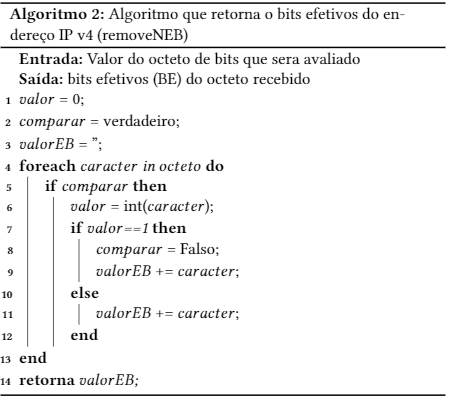 Algoritmo 2: Algoritmo que retorna o bits efetivos do en-
dereço IP v4 (removeNEB)
Entrada: Valor do octeto de bits que sera avaliado
Saída: bits efetivos (BE) do octeto recebido
1 valor = 0;
2 comparar = verdadeiro;
3 valorEB = ";
4 foreach caracter in octeto do
5 if comparar then
6 valor = int(caracter);
7 if valor==1 then
8 comparar = Falso;
9 valorEB += caracter;
10 else
11 valorEB += caracter;
12 end
13 end
14 retorna valorEB;